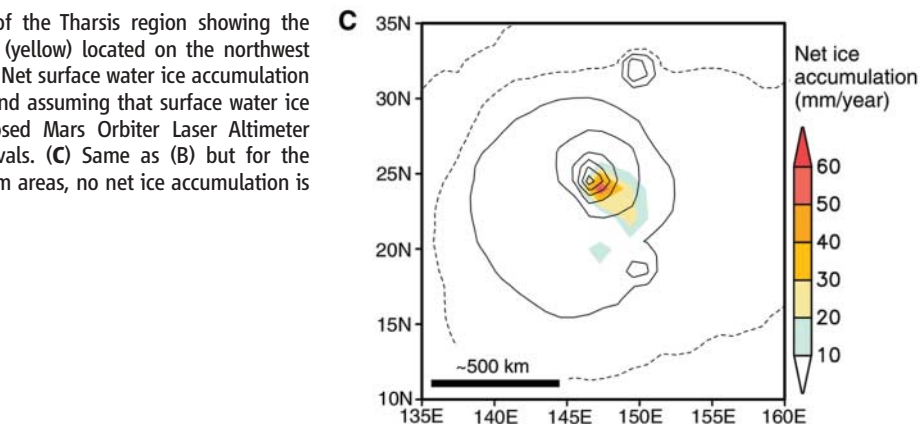 of the Tharsis region showing the
(yellow) located on the northwest
Net surface water ice accumulation
nd assuming that surface water ice
osed Mars Orbiter Laser Altimeter
vals. (C) Same as (B) but for the
m areas, no net ice accumulation is
C
35N
30N
25N
20N
15N
10N
~500 km
135E 140E 145E 150E 155E 160E
Net ice
accumulation
(mm/year)
60
50
40
30
20
10